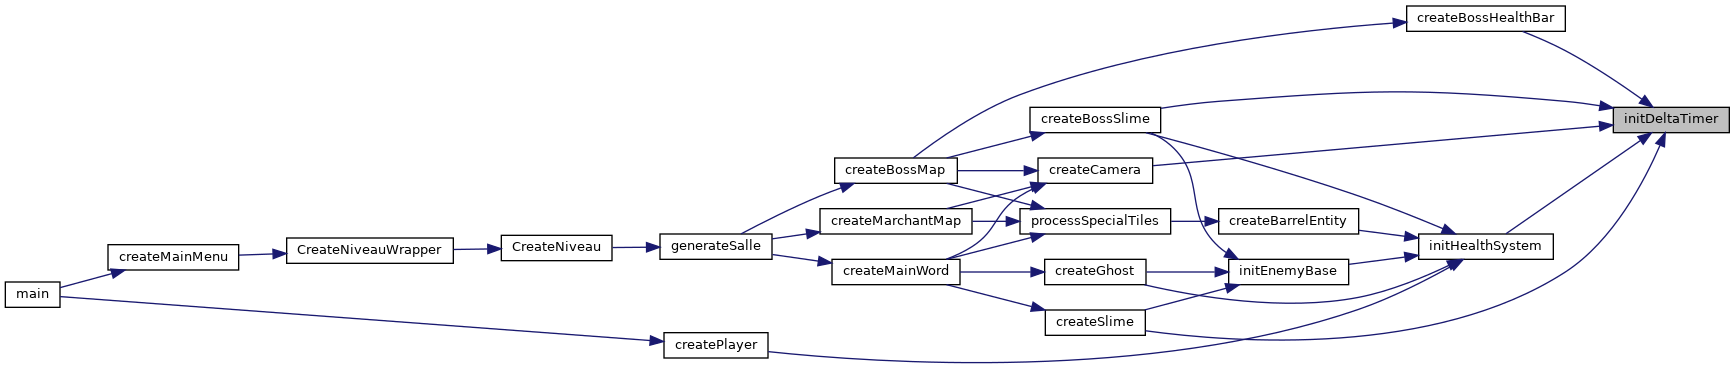 createBossHealthBar
createBossSlime
initDeltaTimer
createBossMap
createCamera
createMarchantMap
processSpecialTiles
createBarrelEntity
createMainMenu
CreateNiveauWrapper
CreateNiveau
generateSalle
initHealthSystem
createMainWord
createGhost
initEnemyBase
main
createSlime
createPlayer